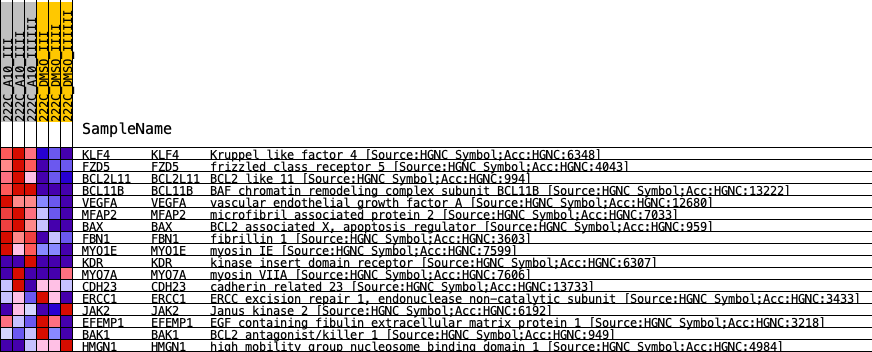 222C_A10_III
222C_A10_IIII
222C_A10_IIIIII
222C_DMSO_III
222C_DMSO_IIII
222C_DMSO_IIIIII
SampleName
KLF4 KLF4 Kruppel like factor 4 [Source:HGNC Symbol;Acc:HGNC:6348]
FZD5 FZD5 frizzled class receptor 5 [Source:HGNC Symbol;Acc:HGNC:4043]
BCL2L11 BCL2L11 BCL2 like 11 [Source:HGNC Symbol;Acc:HGNC:994]
BCL11B BCL11B BAF chromatin remodeling complex subunit BCL11B [Source:HGNC Symbol;Acc:HGNC:13222]
VEGFA VEGFA vascular endothelial growth factor A [Source:HGNC Symbol;Acc:HGNC:12680]
MFAP2 MFAP2 microfibril associated protein 2 [Source:HGNC Symbol;Acc:HGNC:7033]
BAX BAX BCL2 associated X, apoptosis regulator [Source:HGNC Symbol;Acc:HGNC:959]
FBN1 FBN1 fibrillin 1 [Source:HGNC Symbol;Acc:HGNC:3603]
MYO1E MYO1E myosin IE [Source:HGNC Symbol;Acc:HGNC:7599]
KDR KDR kinase insert domain receptor [Source:HGNC Symbol;Acc:HGNC:6307]
MYO7A MYO7A myosin VIIA [Source:HGNC Symbol;Acc:HGNC:7606]
CDH23 CDH23 cadherin related 23 [Source:HGNC Symbol;Acc:HGNC:13733]
ERCC1 ERCC1 ERCC excision repair 1, endonuclease non-catalytic subunit [Source:HGNC Symbol;Acc:HGNC:3433]
JAK2 JAK2 Janus kinase 2 [Source:HGNC Symbol;Acc:HGNC:6192]
EFEMP1 EFEMP1 EGF containing fibulin extracellular matrix protein 1 [Source:HGNC Symbol;Acc:HGNC:3218]
BAK1 BAK1 BCL2 antagonist/killer 1 [Source:HGNC Symbol;Acc:HGNC:949]
HMGN1 HMGN1 high mobility group nucleosome binding domain 1 [Source:HGNC Symbol;Acc:HGNC:4984]